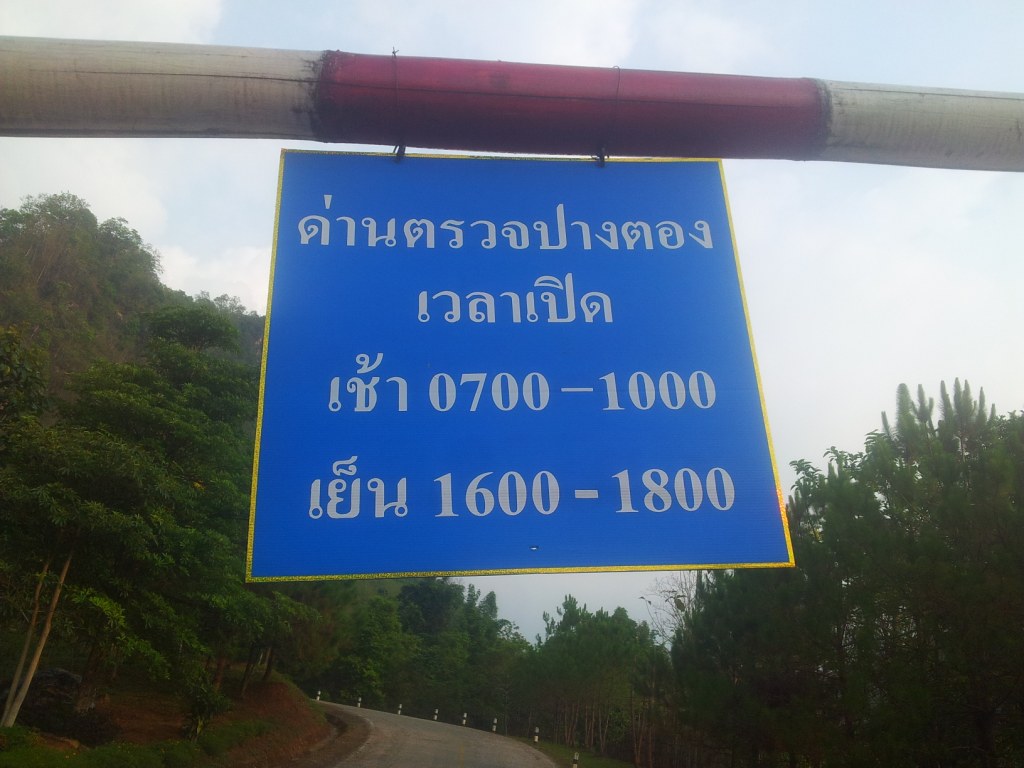 ด่านตรวจปางตอง
เวลาเปิด
เช้า 0700 – 1000
เย็น 1600 - 1800